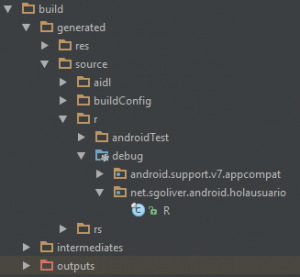 build
generated
res
source
aidl
buildConfig
r
androidTest
debug
android.support.v7.appcompat
net.sgoliver.android.holausuario
R
rs
intermediates
outputs